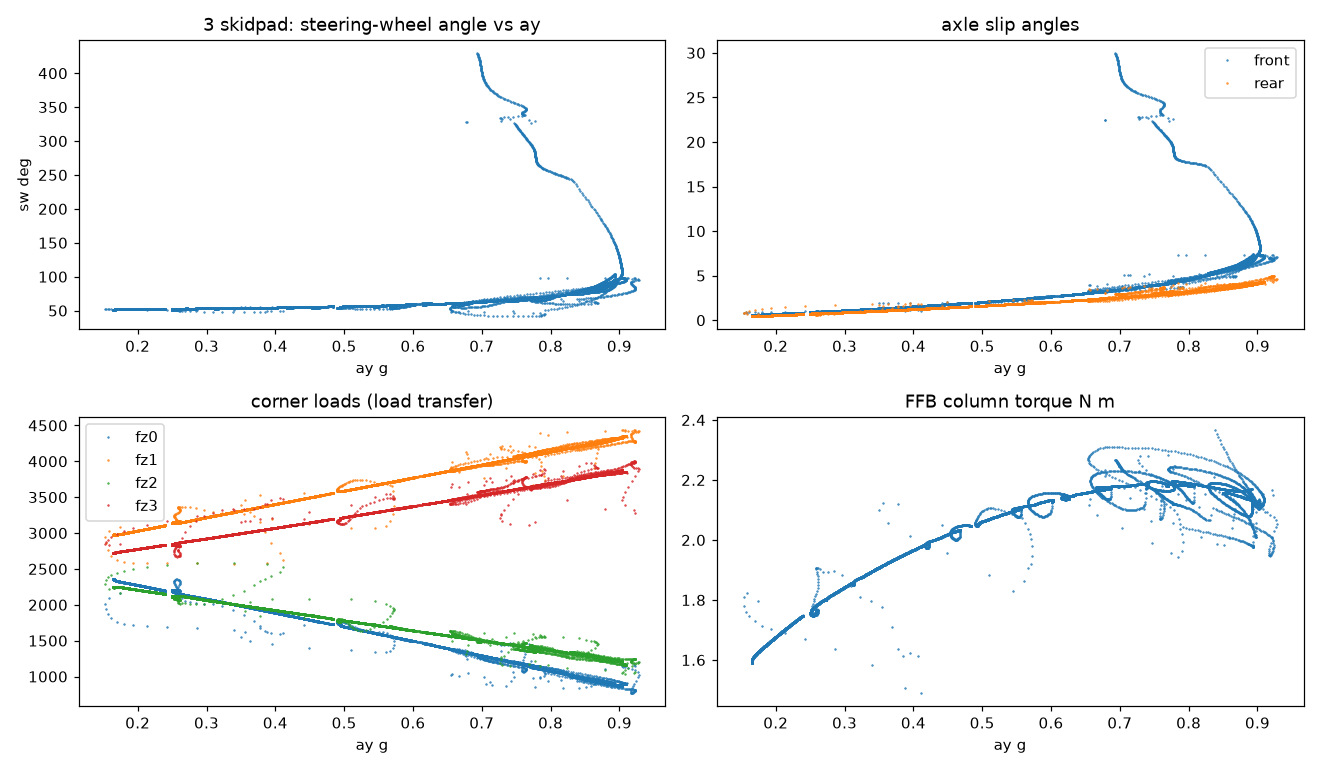 3 skidpad: steering-wheel angle vs ay
400
350
300
250
200
150
100
50
sw deg
0.2 0.3 0.4 0.5 0.6 0.7 0.8 0.9
ay g
axle slip angles
30
25
20
15
10
5
0
front
rear
0.2 0.3 0.4 0.5 0.6 0.7 0.8 0.9
ay g
corner loads (load transfer)
4500
4000
3500
3000
2500
2000
1500
1000
fz0
fz1
fz2
fz3
0.2 0.3 0.4 0.5 0.6 0.7 0.8 0.9
ay g
FFB column torque N m
2.4
2.2
2.0
1.8
1.6
0.2 0.3 0.4 0.5 0.6 0.7 0.8 0.9
ay g